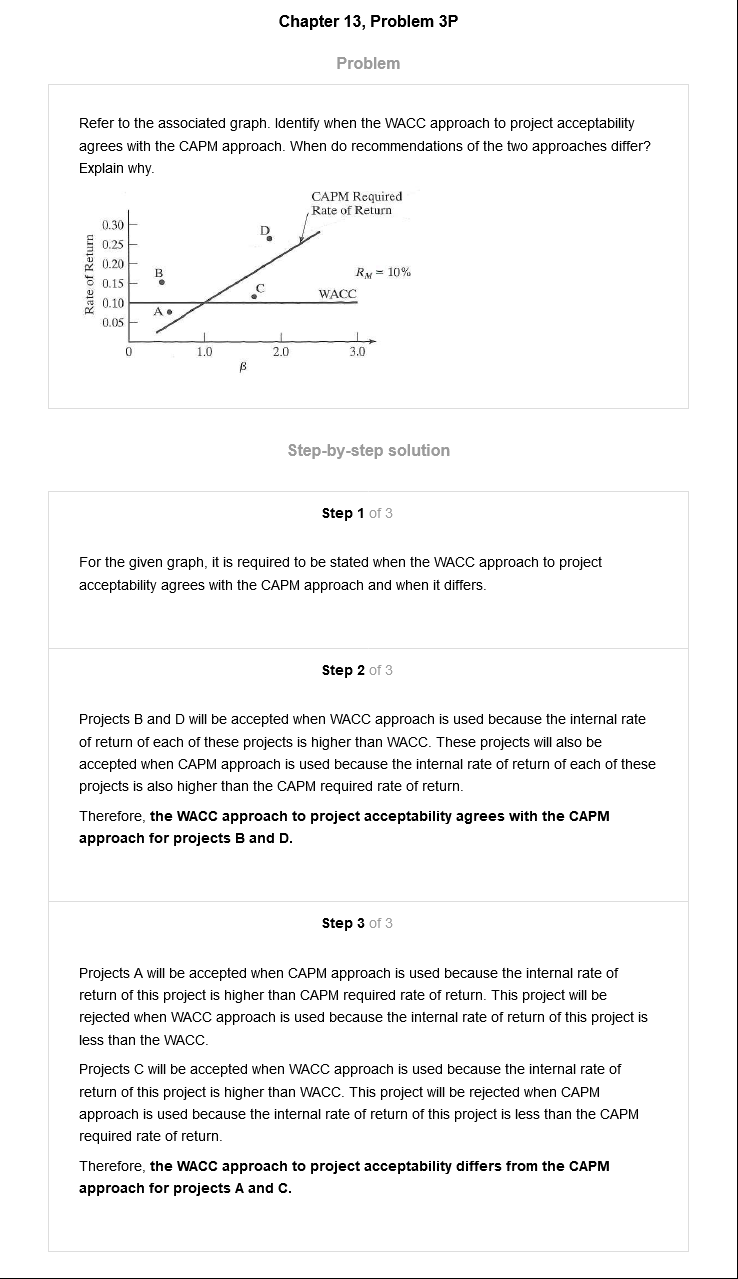 Chapter 13, Problem 3P
Problem
Refer to the associated graph. Identify when the WACC approach to project acceptability
agrees with the CAPM approach. When do recommendations of the two approaches differ?
Explain why.
CAPM Required
Rate of Return
Rate of Return
0.30
0.25
0.20
0.15
0.10
0.05
D
B
C
A
R_M = 10%
WACC
0
1.0
2.0
3.0
β
Step-by-step solution
Step 1 of 3
For the given graph, it is required to be stated when the WACC approach to project
acceptability agrees with the CAPM approach and when it differs.
Step 2 of 3
Projects B and D will be accepted when WACC approach is used because the internal rate
of return of each of these projects is higher than WACC. These projects will also be
accepted when CAPM approach is used because the internal rate of return of each of these
projects is also higher than the CAPM required rate of return.
Therefore, the WACC approach to project acceptability agrees with the CAPM
approach for projects B and D.
Step 3 of 3
Projects A will be accepted when CAPM approach is used because the internal rate of
return of this project is higher than CAPM required rate of return. This project will be
rejected when WACC approach is used because the internal rate of return of this project is
less than the WACC.
Projects C will be accepted when WACC approach is used because the internal rate of
return of this project is higher than WACC. This project will be rejected when CAPM
approach is used because the internal rate of return of this project is less than the CAPM
required rate of return.
Therefore, the WACC approach to project acceptability differs from the CAPM
approach for projects A and C.